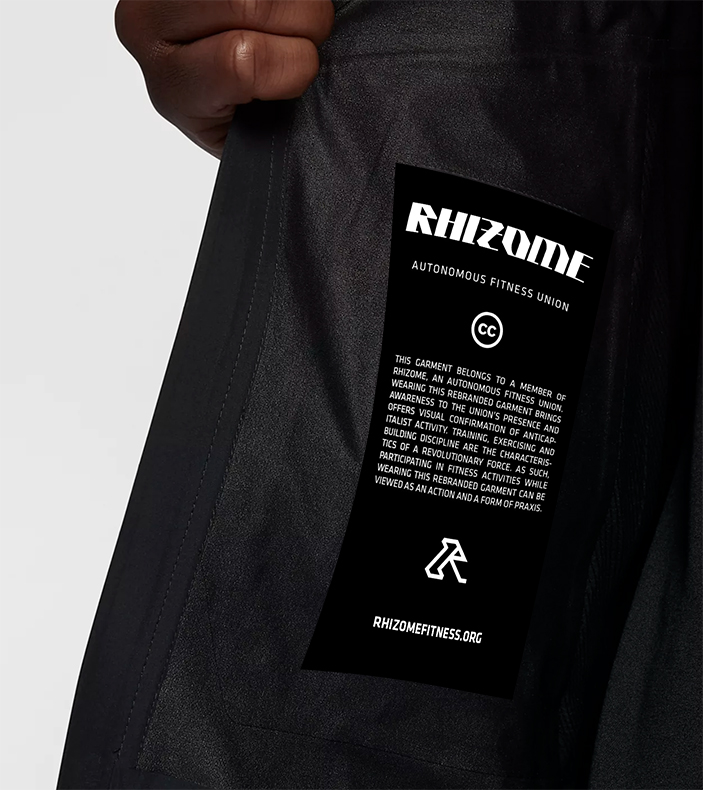 RHIZOME
AUTONOMOUS FITNESS UNION
CC
THIS GARMENT BELONGS TO A MEMBER OF
RHIZOME, AN AUTONOMOUS FITNESS UNION.
WEARING THIS REBRANDED GARMENT BRINGS
AWARENESS TO THE UNION'S PRESENCE AND
OFFERS VISUAL CONFIRMATION OF ANTICAP-
ITALIST ACTIVITY. TRAINING, EXERCISING AND
BUILDING DISCIPLINE ARE THE CHARACTERIS-
TICS OF A REVOLUTIONARY FORCE. AS SUCH,
PARTICIPATING IN FITNESS ACTIVITIES WHILE
WEARING THIS REBRANDED GARMENT CAN BE
VIEWED AS AN ACTION AND A FORM OF PRAXIS.
R
RHIZOMEFITNESS.ORG